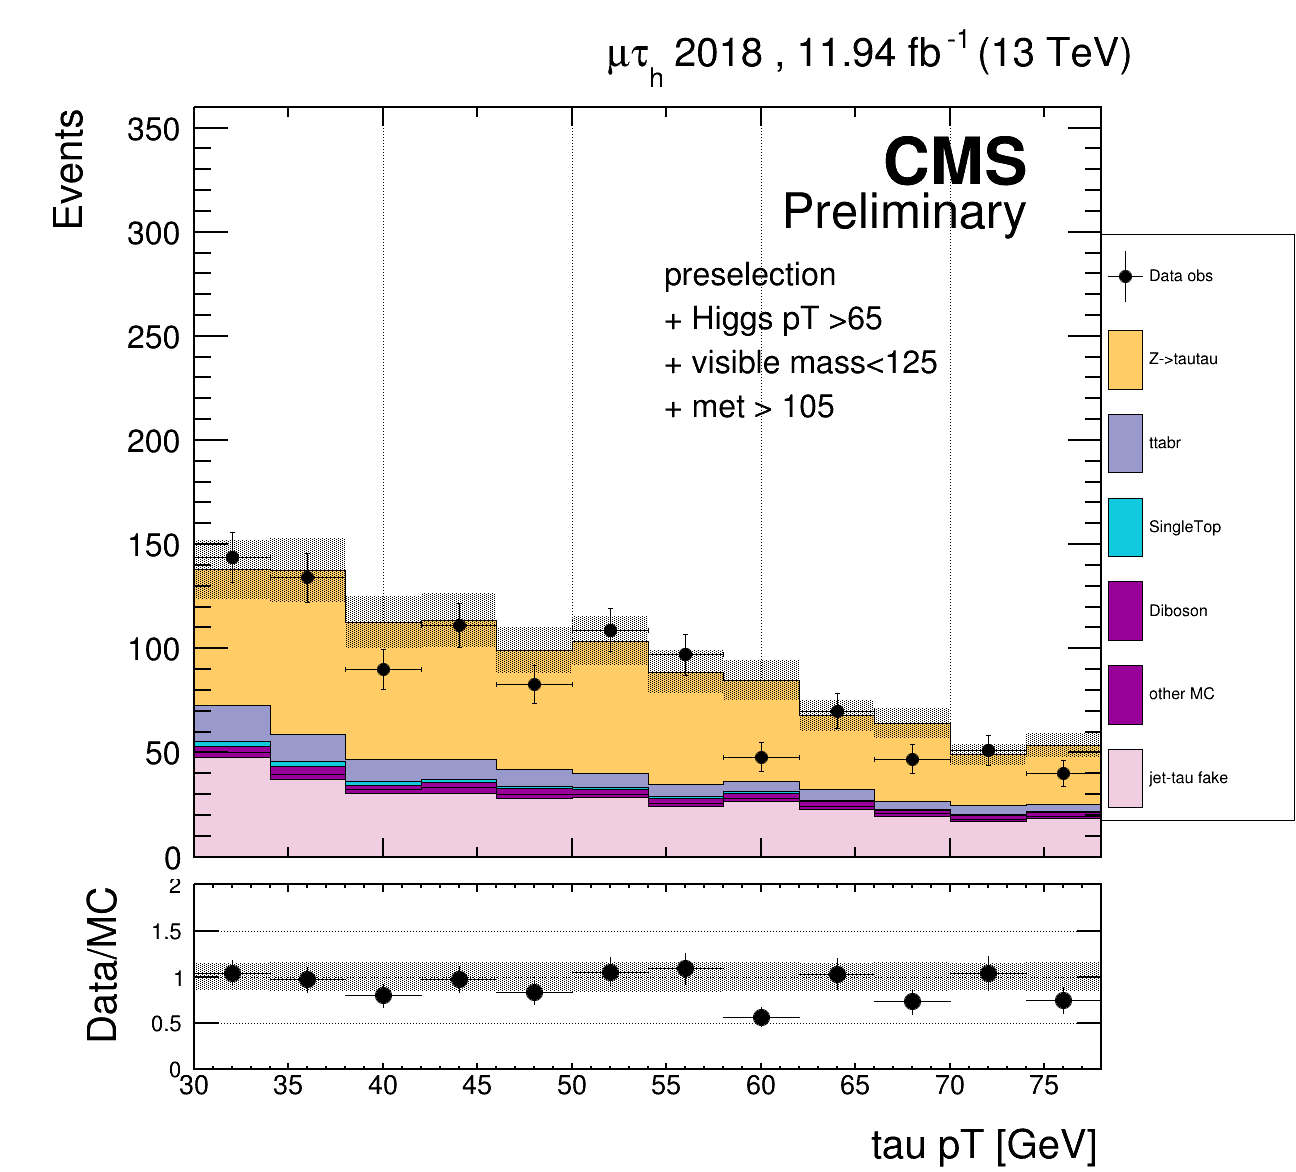 μτh 2018 , 11.94 fb-1 (13 TeV)
Events
350
300
250
200
150
100
50
0
CMS
Preliminary
preselection
+ Higgs pT >65
+ visible mass<125
+ met > 105
Data obs
Z->tautau
ttabr
SingleTop
Diboson
other MC
jet-tau fake
Data/MC
2
1.5
1
0.5
0
30 35 40 45 50 55 60 65 70 75
tau pT [GeV]